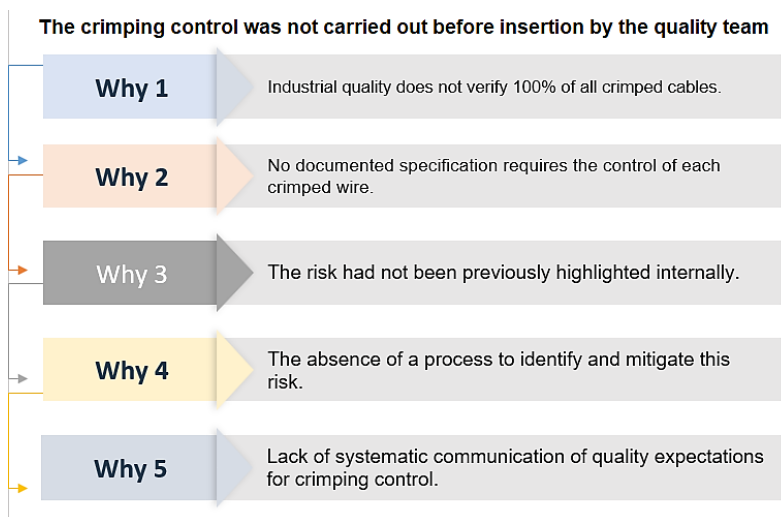 The crimping control was not carried out before insertion by the quality team
Why 1
Industrial quality does not verify 100% of all crimped cables.
Why 2
No documented specification requires the control of each
crimped wire.
Why 3
The risk had not been previously highlighted internally.
Why 4
The absence of a process to identify and mitigate this
risk.
Why 5
Lack of systematic communication of quality expectations
for crimping control.